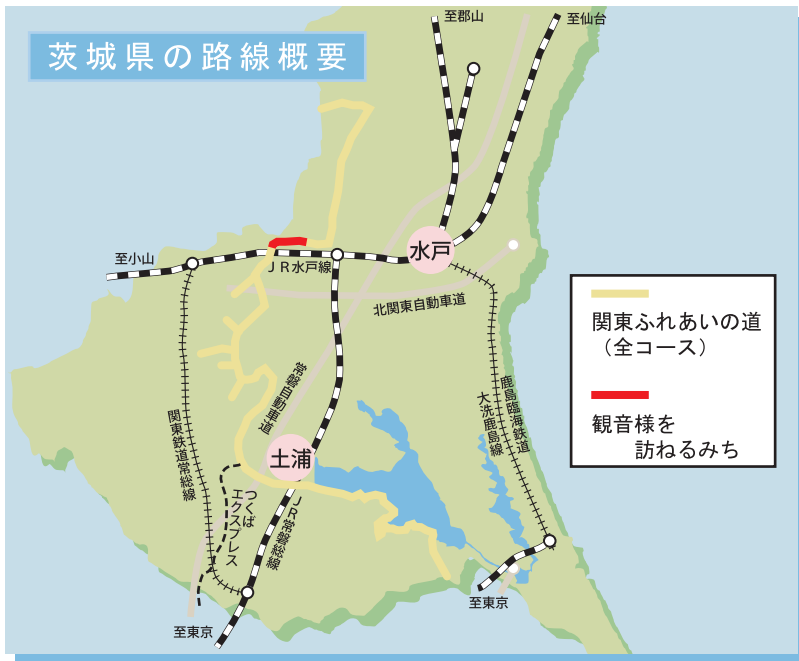 茨城県の路線概要
至郡山
至仙台
水戸
至小山
JR水戸線
北関東自動車道
関東ふれあいの道
（全コース）
観音様を
訪ねるみち
常磐自動車道
鹿島臨海鉄道
大洗鹿島線
関東鉄道常総線
土浦
つくば
エクスプレス
JR常磐総線
至東京
至東京